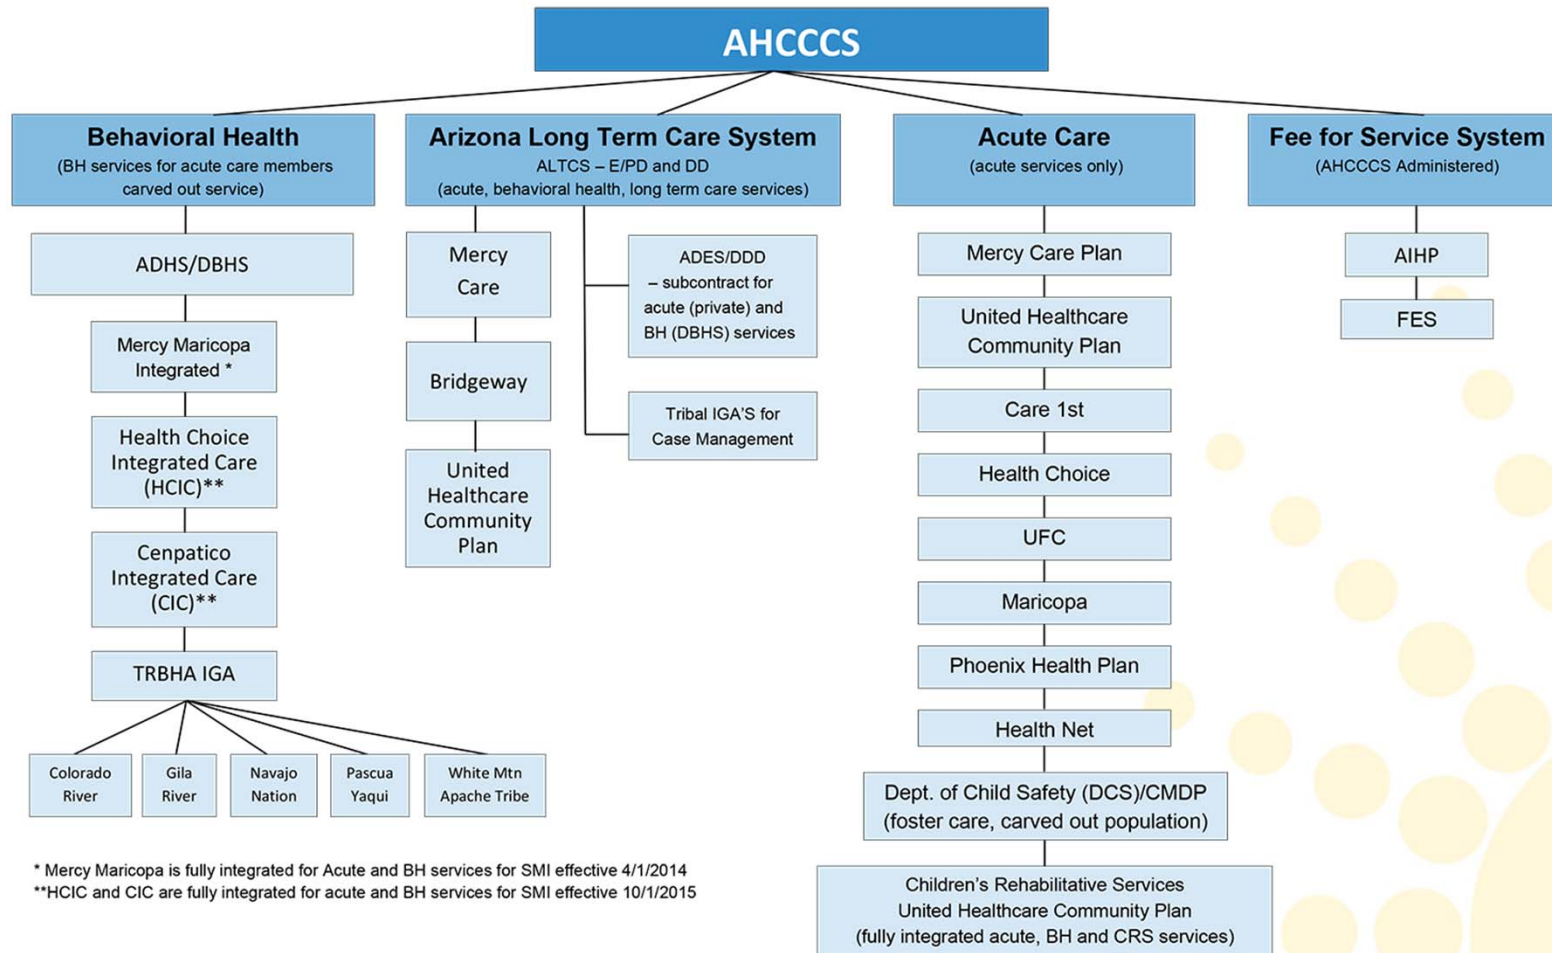 AHCCCS
Behavioral Health
(BH services for acute care members
carved out service)
ADHS/DBHS
Mercy Maricopa
Integrated *
Health Choice
Integrated Care
(HCIC)**
Cenpatico
Integrated Care
(CIC)**
TRBHA IGA
Colorado
River
Gila
River
Navajo
Nation
Pascua
Yaqui
White Mtn
Apache Tribe
Arizona Long Term Care System
ALTCS – E/PD and DD
(acute, behavioral health, long term care services)
Mercy
Care
Bridgeway
United
Healthcare
Community
Plan
ADES/DDD
– subcontract for
acute (private) and
BH (DBHS) services
Tribal IGA'S for
Case Management
Acute Care
(acute services only)
Mercy Care Plan
United Healthcare
Community Plan
Care 1st
Health Choice
UFC
Maricopa
Phoenix Health Plan
Health Net
Dept. of Child Safety (DCS)/CMDP
(foster care, carved out population)
Children's Rehabilitative Services
United Healthcare Community Plan
(fully integrated acute, BH and CRS services)
Fee for Service System
(AHCCCS Administered)
AIHP
FES
* Mercy Maricopa is fully integrated for Acute and BH services for SMI effective 4/1/2014
**HCIC and CIC are fully integrated for acute and BH services for SMI effective 10/1/2015